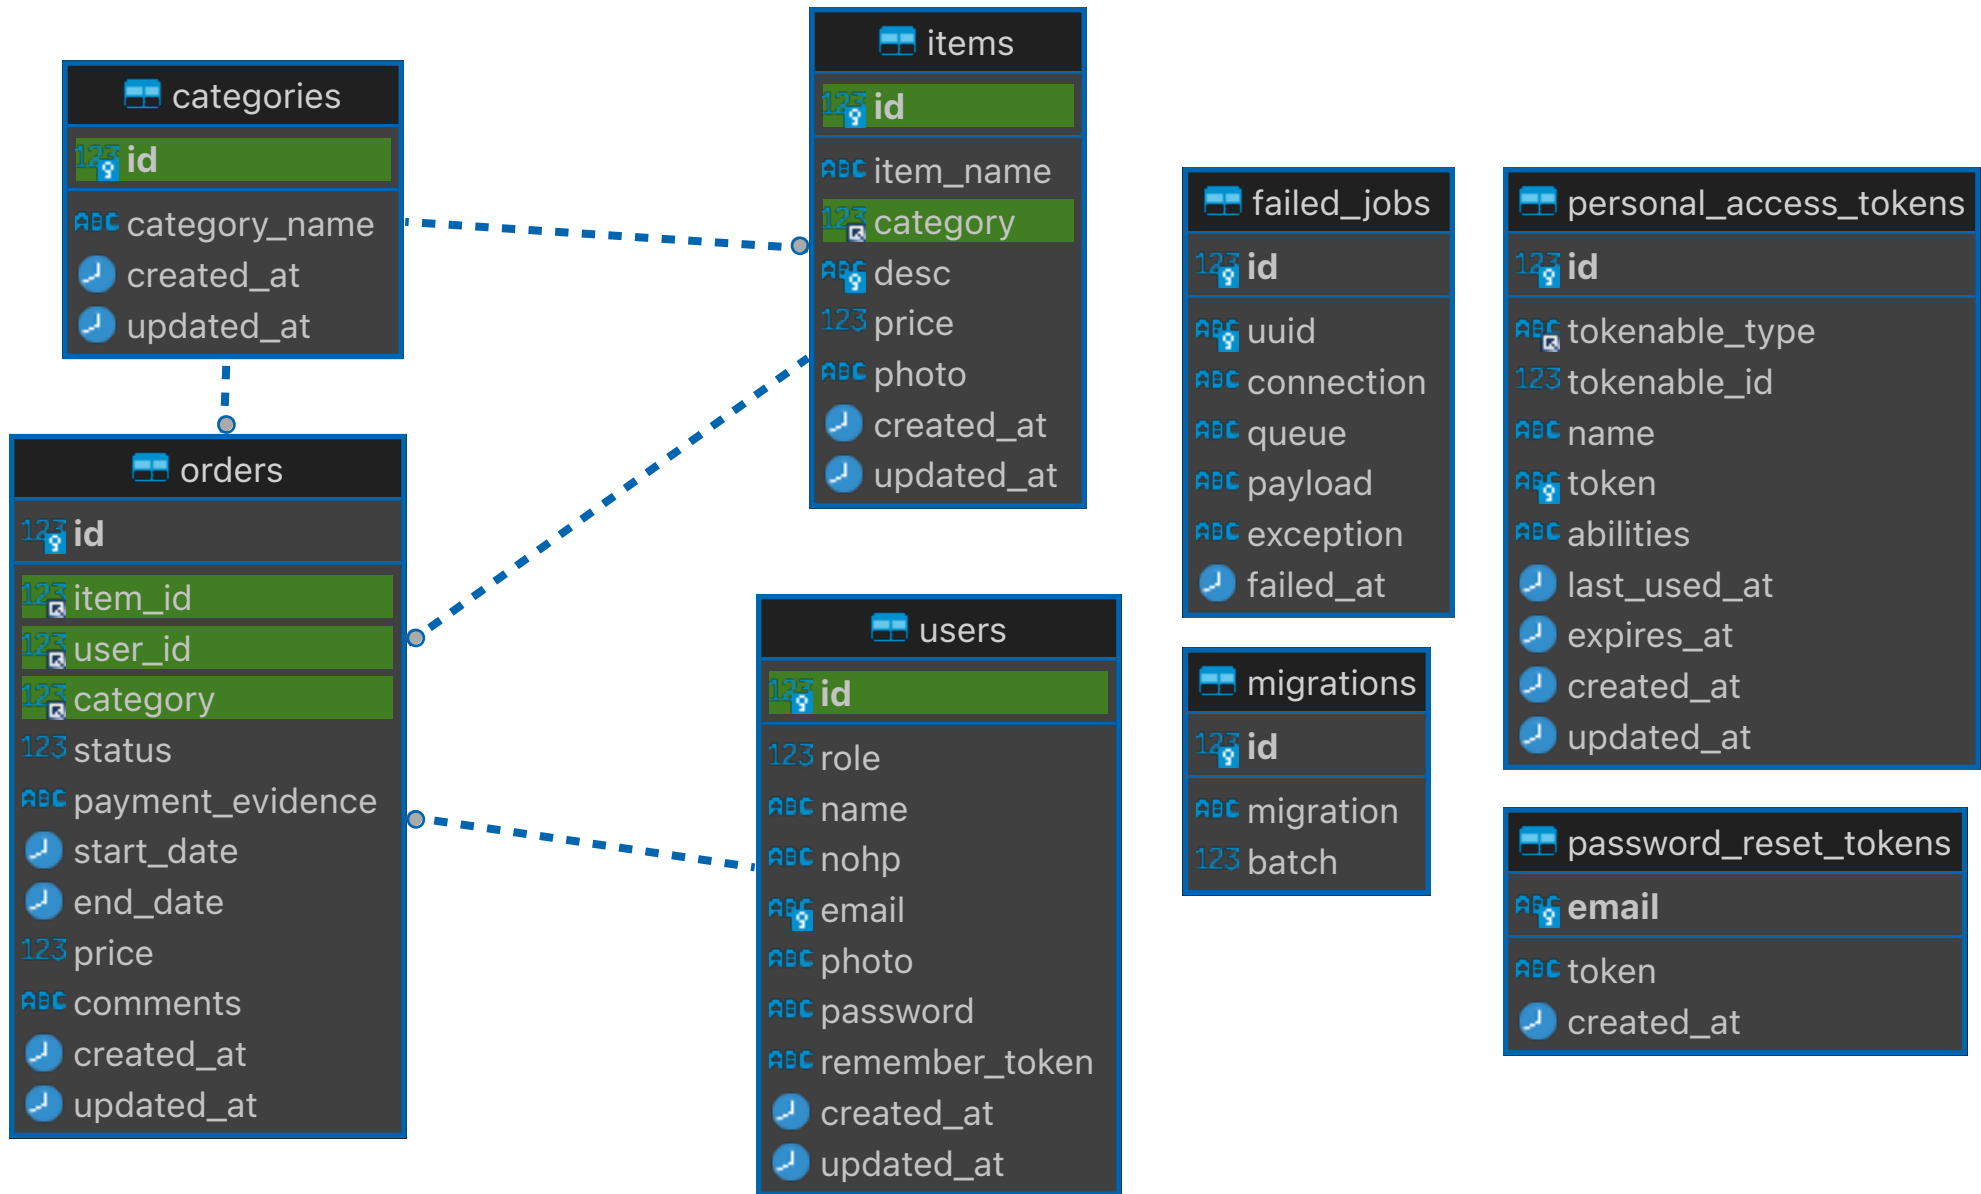 categories
id
category_name
created_at
updated_at
items
id
item_name
category
desc
price
photo
created_at
updated_at
orders
id
item_id
user_id
category
status
payment_evidence
start_date
end_date
price
comments
created_at
updated_at
users
id
role
name
nohp
email
photo
password
remember_token
created_at
updated_at
failed_jobs
id
uuid
connection
queue
payload
exception
failed_at
migrations
id
migration
batch
personal_access_tokens
id
tokenable_type
tokenable_id
name
token
abilities
last_used_at
expires_at
created_at
updated_at
password_reset_tokens
email
token
created_at